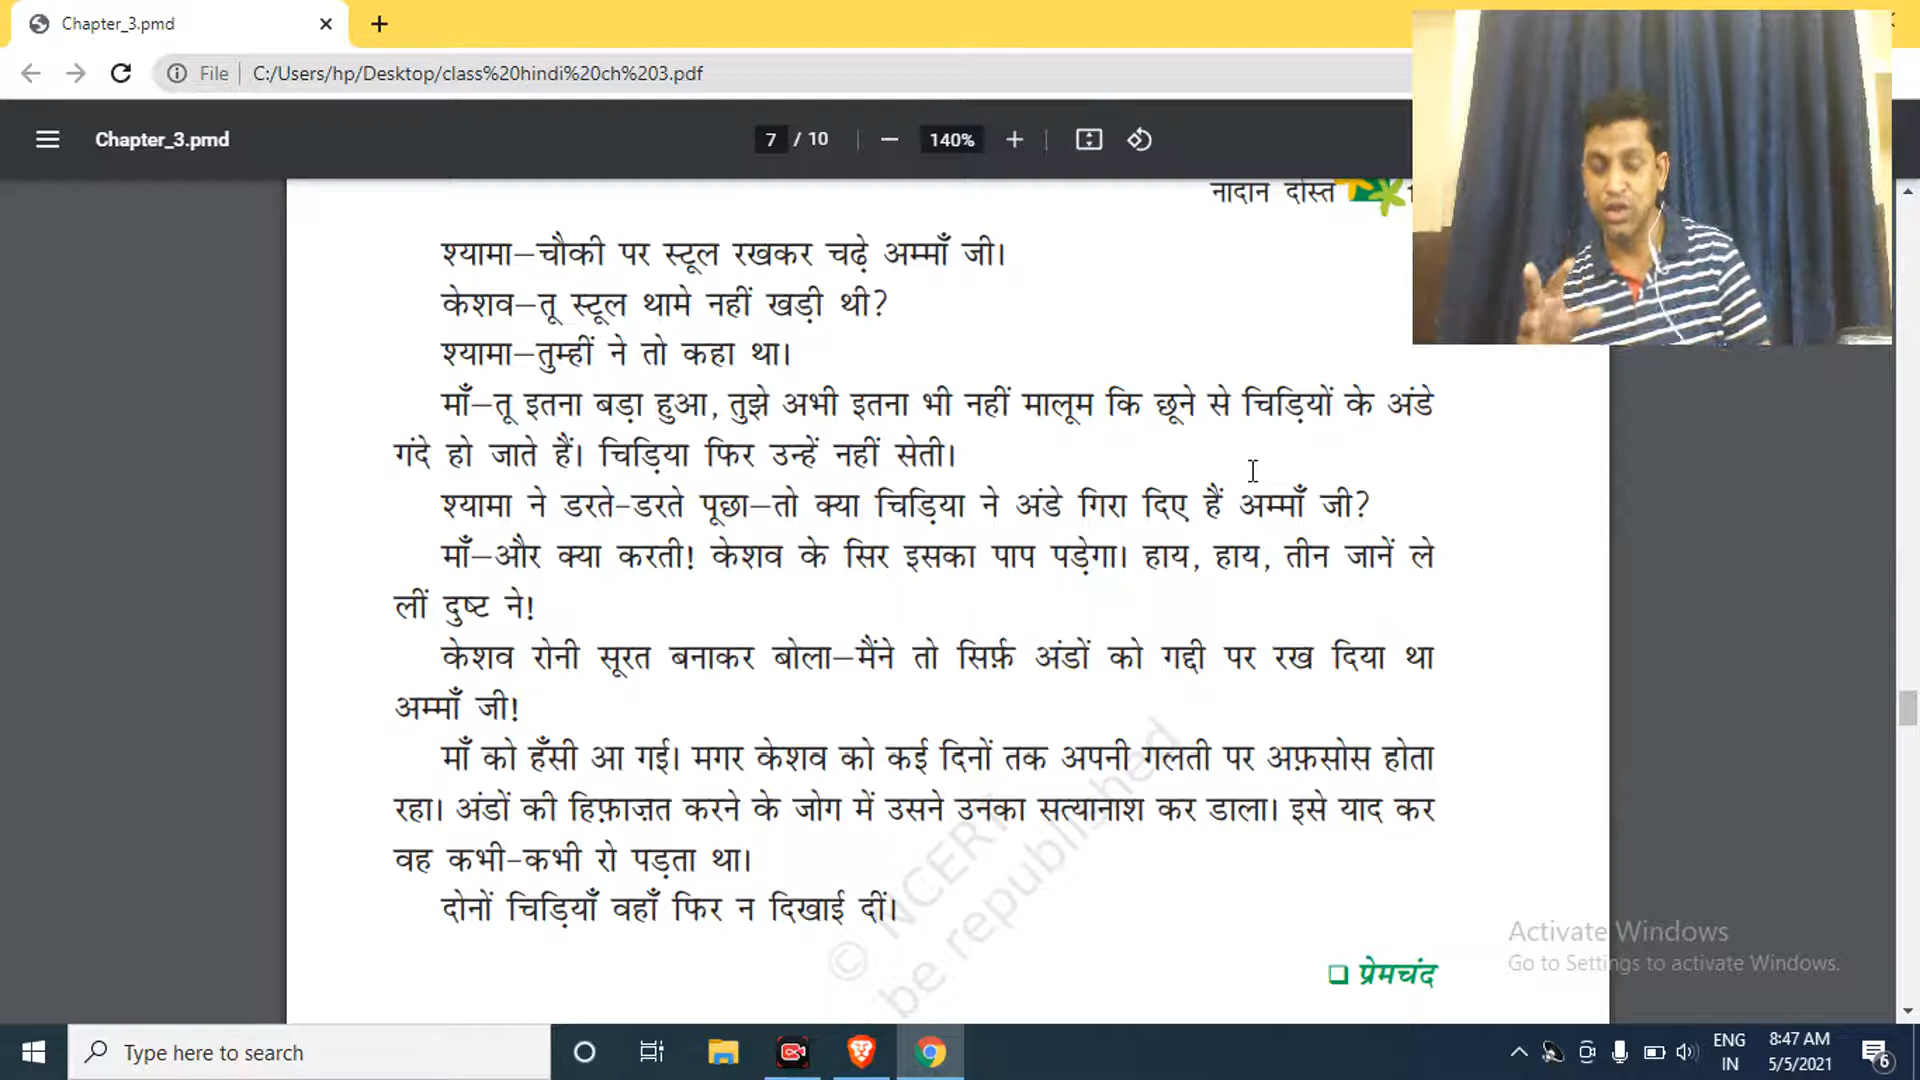 Chapter_3.pmd
File C:/Users/hp/Desktop/class%20hindi%20ch%203.pdf
Chapter_3.pmd 7 / 10 140%
नादान दोस्त
श्यामा–चौकी पर स्टूल रखकर चढ़े अम्माँ जी।
केशव–तू स्टूल थामे नहीं खड़ी थी?
श्यामा–तुम्हीं ने तो कहा था।
माँ–तू इतना बड़ा हुआ, तुझे अभी इतना भी नहीं मालूम कि छूने से चिड़ियों के अंडे
गंदे हो जाते हैं। चिड़िया फिर उन्हें नहीं सेती।
श्यामा ने डरते-डरते पूछा–तो क्या चिड़िया ने अंडे गिरा दिए हैं अम्माँ जी?
माँ–और क्या करती! केशव के सिर इसका पाप पड़ेगा। हाय, हाय, तीन जानें ले
लीं दुष्ट ने!
केशव रोनी सूरत बनाकर बोला–मैंने तो सिर्फ़ अंडों को गद्दी पर रख दिया था
अम्माँ जी!
माँ को हँसी आ गई। मगर केशव को कई दिनों तक अपनी गलती पर अफ़सोस होता
रहा। अंडों की हिफ़ाज़त करने के जोग में उसने उनका सत्यानाश कर डाला। इसे याद कर
वह कभी-कभी रो पड़ता था।
दोनों चिड़ियाँ वहाँ फिर न दिखाई दीं।
❑ प्रेमचंद
© NCERT
be republished
Activate Windows
Go to Settings to activate Windows.
Type here to search
ENG 8:47 AM
IN 5/5/2021 6